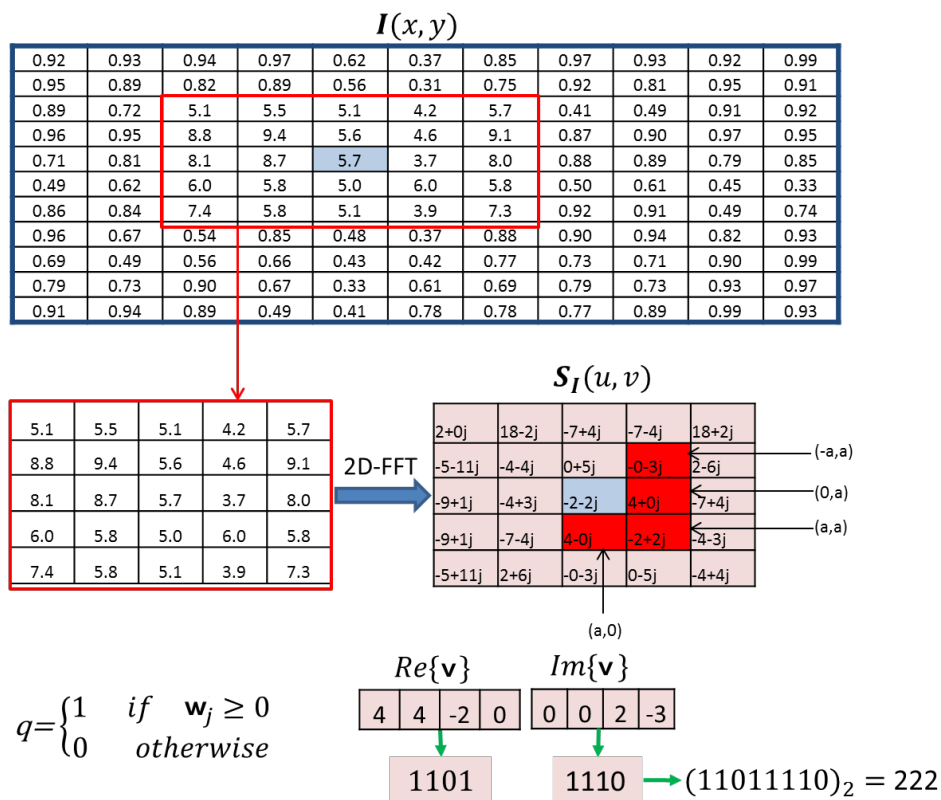 I(x, y)
0.92 0.93 0.94 0.97 0.62 0.37 0.85 0.97 0.93 0.92 0.99
0.95 0.89 0.82 0.89 0.56 0.31 0.75 0.92 0.81 0.95 0.91
0.89 0.72 5.1 5.5 5.1 4.2 5.7 0.41 0.49 0.91 0.92
0.96 0.95 8.8 9.4 5.6 4.6 9.1 0.87 0.90 0.97 0.95
0.71 0.81 8.1 8.7 5.7 3.7 8.0 0.88 0.89 0.79 0.85
0.49 0.62 6.0 5.8 5.0 6.0 5.8 0.50 0.61 0.45 0.33
0.86 0.84 7.4 5.8 5.1 3.9 7.3 0.92 0.91 0.49 0.74
0.96 0.67 0.54 0.85 0.48 0.37 0.88 0.90 0.94 0.82 0.93
0.69 0.49 0.56 0.66 0.43 0.42 0.77 0.73 0.71 0.90 0.99
0.79 0.73 0.90 0.67 0.33 0.61 0.69 0.79 0.73 0.93 0.97
0.91 0.94 0.89 0.49 0.41 0.78 0.78 0.77 0.89 0.99 0.93
5.1 5.5 5.1 4.2 5.7
8.8 9.4 5.6 4.6 9.1
8.1 8.7 5.7 3.7 8.0
6.0 5.8 5.0 6.0 5.8
7.4 5.8 5.1 3.9 7.3
2D-FFT
S_I(u, v)
2+0j 18-2j -7+4j -7-4j 18+2j
-5-11j -4-4j 0+5j -0-3j 2-6j
-9+1j -4+3j -2-2j 4+0j -7+4j
-9+1j -7-4j 4-0j -2+2j -4-3j
-5+11j 2+6j -0-3j 0-5j -4+4j
(-a,a)
(0,a)
(a,a)
(a,0)
q={1 if w_j ≥ 0
0 otherwise
Re{v}
4 4 -2 0
1101
Im{v}
0 0 2 -3
1110
(11011110)₂ = 222